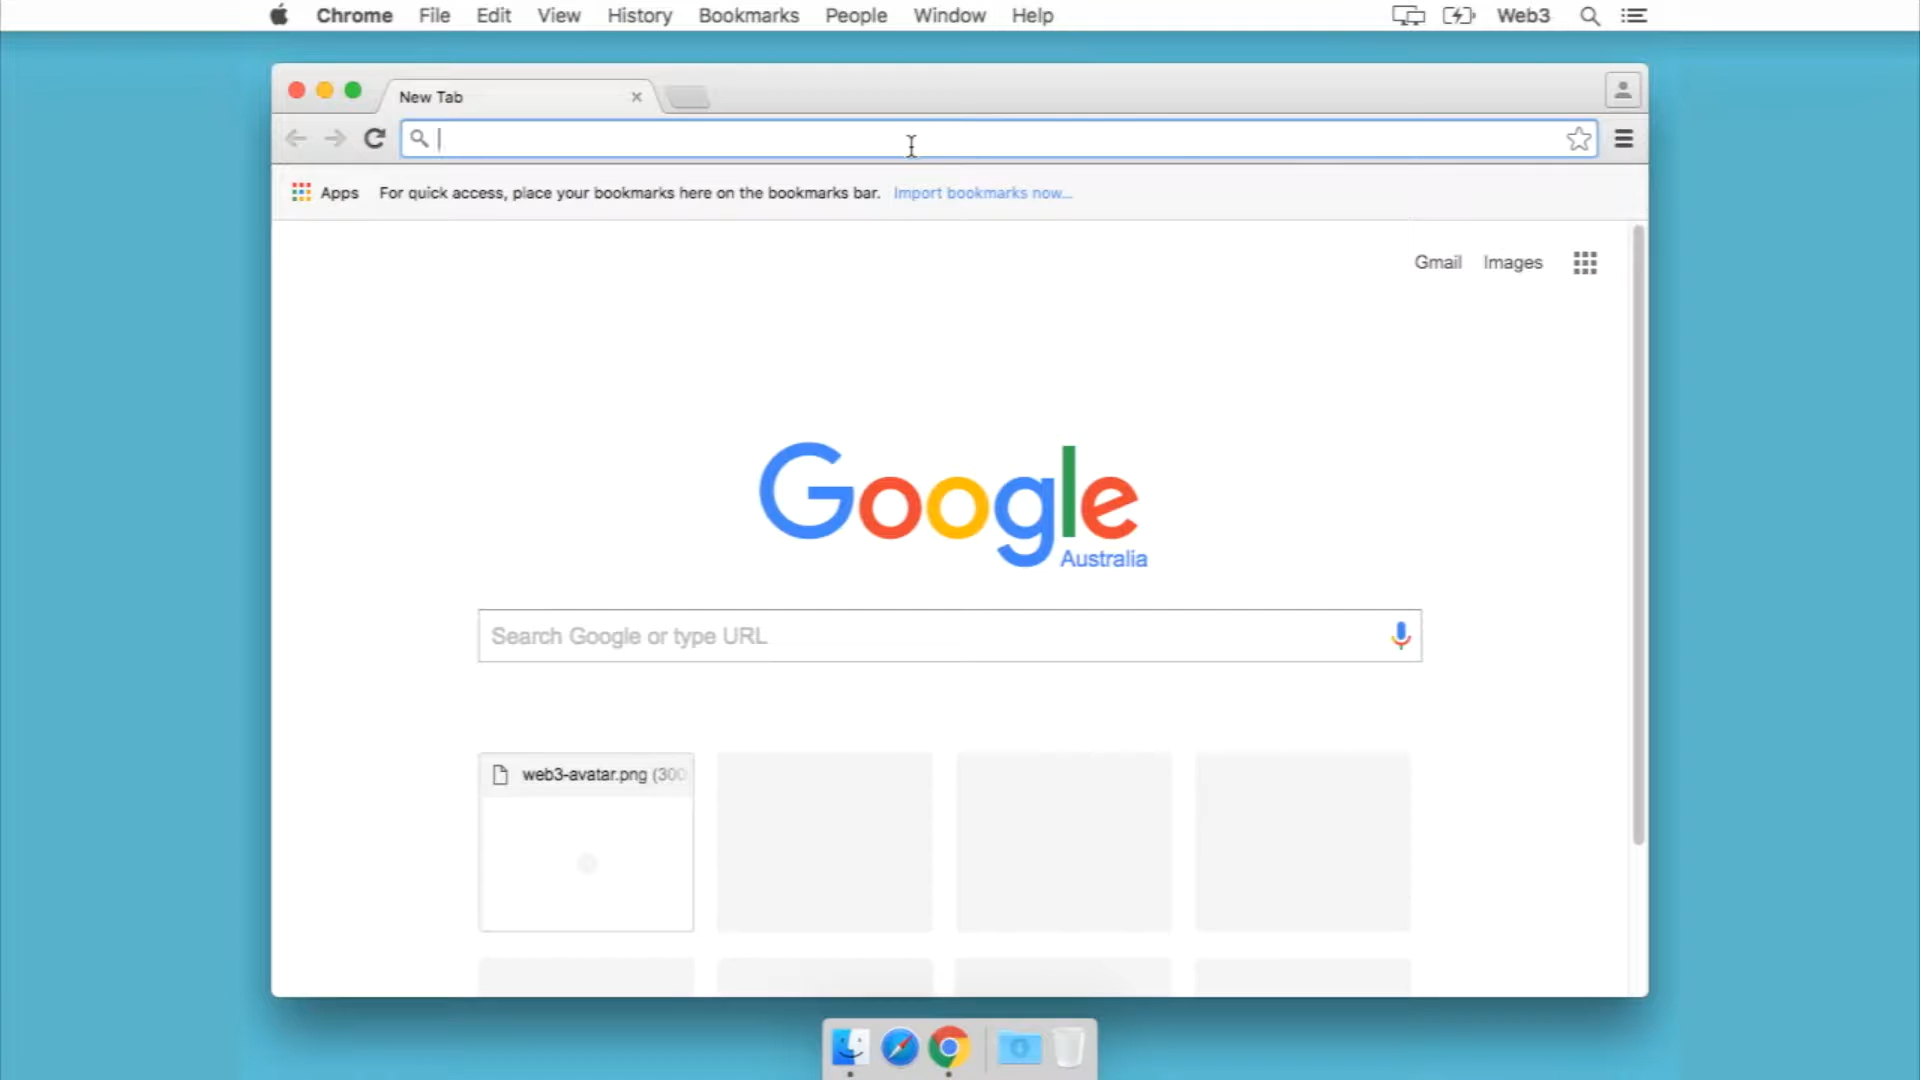 Chrome File Edit View History Bookmarks People Window Help Web3
New Tab
Apps For quick access, place your bookmarks here on the bookmarks bar. Import bookmarks now...
Gmail Images
Google
Australia
Search Google or type URL
web3-avatar.png (300